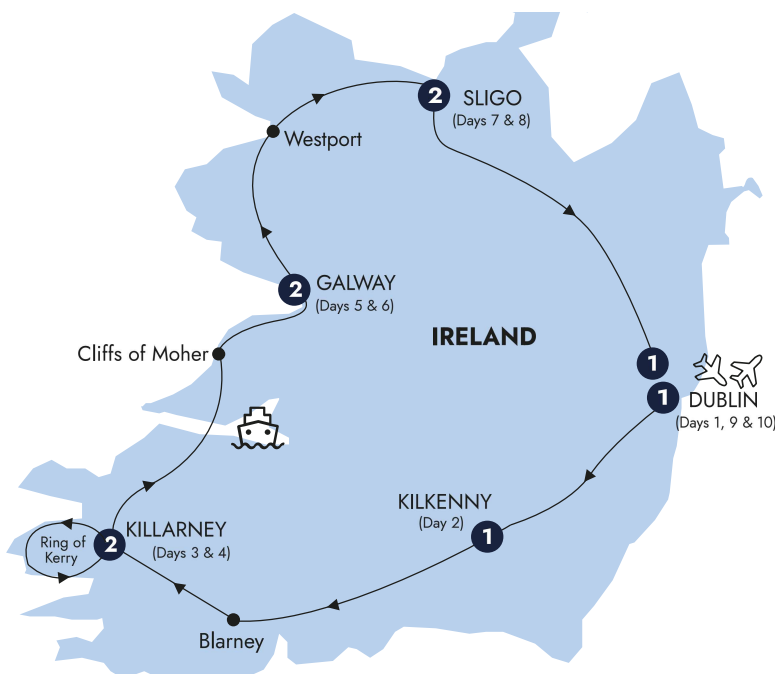 2
SLIGO
(Days 7 & 8)
Westport
2
GALWAY
(Days 5 & 6)
IRELAND
Cliffs of Moher
1
1
DUBLIN
(Days 1, 9 & 10)
KILKENNY
(Day 2)
1
2
KILLARNEY
(Days 3 & 4)
Ring of
Kerry
Blarney